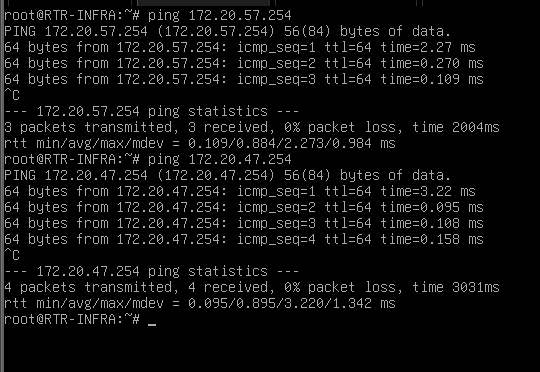 root@RTR-INFRA:~# ping 172.20.57.254
PING 172.20.57.254 (172.20.57.254) 56(84) bytes of data.
64 bytes from 172.20.57.254: icmp_seq=1 ttl=64 time=2.27 ms
64 bytes from 172.20.57.254: icmp_seq=2 ttl=64 time=0.270 ms
64 bytes from 172.20.57.254: icmp_seq=3 ttl=64 time=0.109 ms
^C
--- 172.20.57.254 ping statistics ---
3 packets transmitted, 3 received, 0% packet loss, time 2004ms
rtt min/avg/max/mdev = 0.109/0.884/2.273/0.984 ms
root@RTR-INFRA:~# ping 172.20.47.254
PING 172.20.47.254 (172.20.47.254) 56(84) bytes of data.
64 bytes from 172.20.47.254: icmp_seq=1 ttl=64 time=3.22 ms
64 bytes from 172.20.47.254: icmp_seq=2 ttl=64 time=0.095 ms
64 bytes from 172.20.47.254: icmp_seq=3 ttl=64 time=0.108 ms
64 bytes from 172.20.47.254: icmp_seq=4 ttl=64 time=0.158 ms
^C
--- 172.20.47.254 ping statistics ---
4 packets transmitted, 4 received, 0% packet loss, time 3031ms
rtt min/avg/max/mdev = 0.095/0.895/3.220/1.342 ms
root@RTR-INFRA:~# _